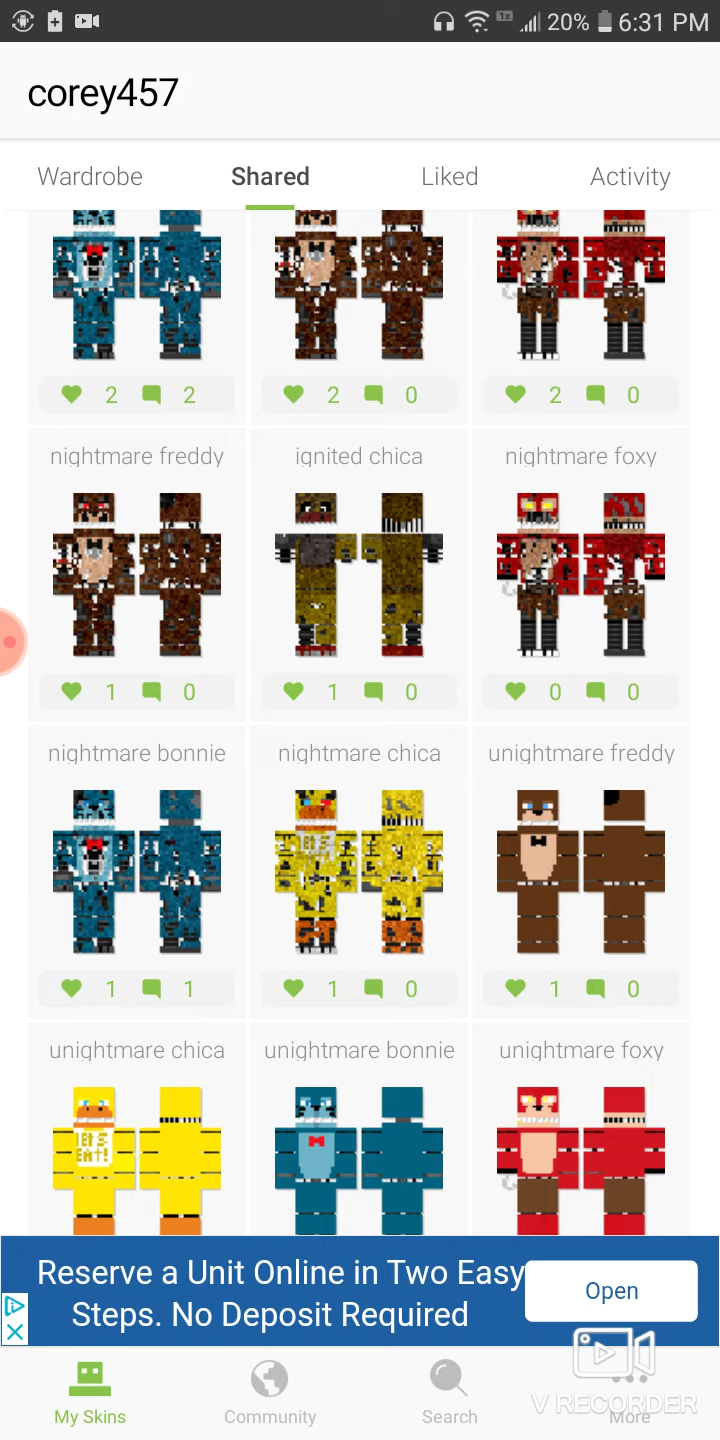 1x 20% 6:31 PM
corey457
Wardrobe Shared Liked Activity
2 2 2 0 2 0
nightmare freddy ignited chica nightmare foxy
1 0 1 0 0 0
nightmare bonnie nightmare chica unightmare freddy
1 1 1 0 1 0
unightmare chica unightmare bonnie unightmare foxy
LET'S
EAT!
Reserve a Unit Online in Two Easy
Steps. No Deposit Required
Open
My Skins Community Search More
V RECORDER